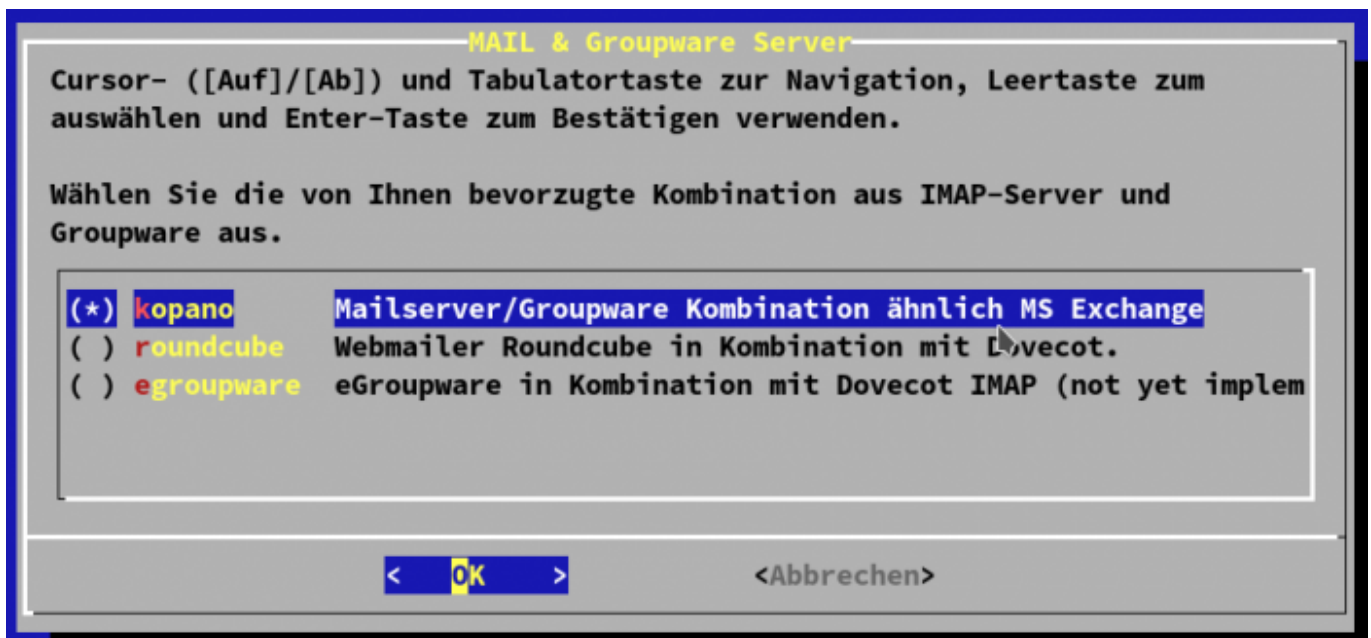 MAIL & Groupware Server
Cursor- ([Auf]/[Ab]) und Tabulatortaste zur Navigation, Leertaste zum
auswählen und Enter-Taste zum Bestätigen verwenden.
Wählen Sie die von Ihnen bevorzugte Kombination aus IMAP-Server und
Groupware aus.
(*) kopano Mailserver/Groupware Kombination ähnlich MS Exchange
( ) roundcube Webmailer Roundcube in Kombination mit Dovecot.
( ) egroupware eGroupware in Kombination mit Dovecot IMAP (not yet implem
< OK > <Abbrechen>